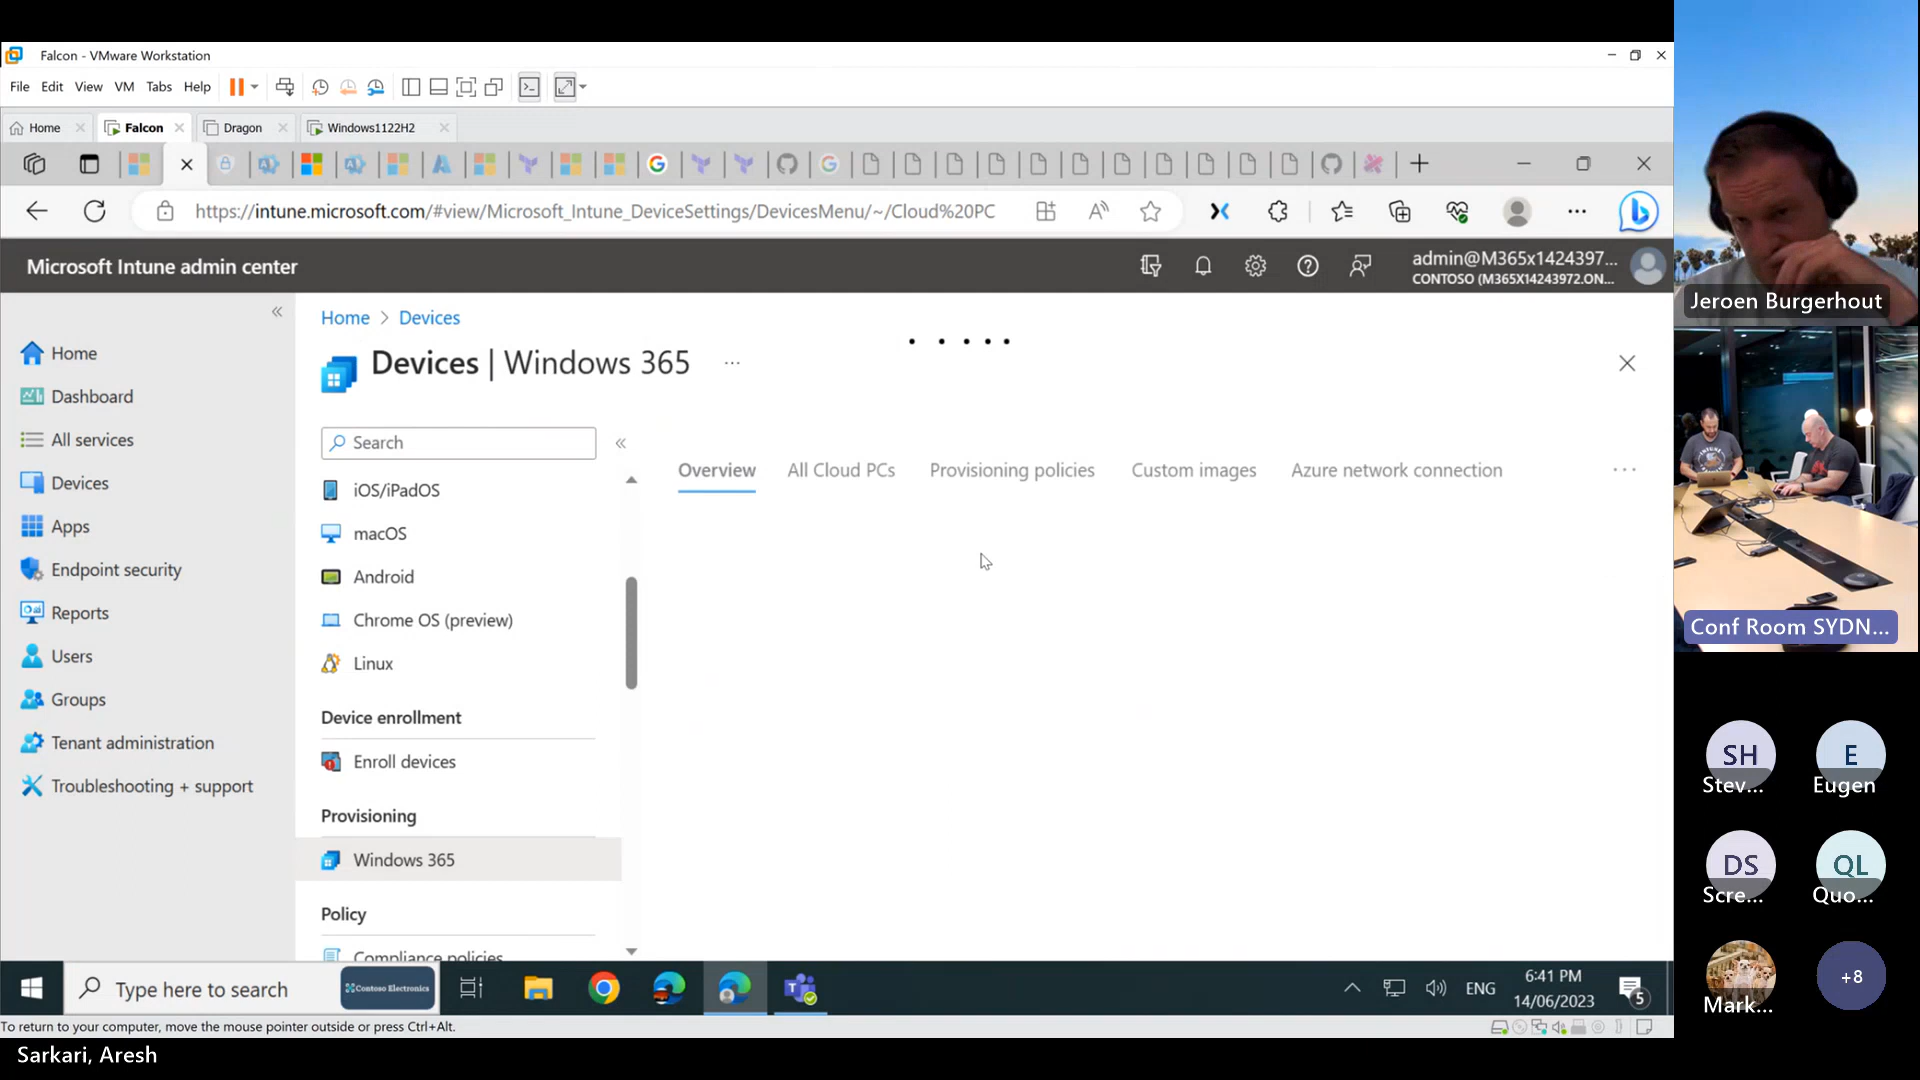 Falcon - VMware Workstation
File Edit View VM Tabs Help
Home Falcon Dragon Windows1122H2
https://intune.microsoft.com/#view/Microsoft_Intune_DeviceSettings/DevicesMenu/~/Cloud%20PC
Microsoft Intune admin center
admin@M365x1424397...
CONTOSO (M365X14243972.ON...
Home
Dashboard
All services
Devices
Apps
Endpoint security
Reports
Users
Groups
Tenant administration
Troubleshooting + support
Home > Devices
Devices | Windows 365 ...
Search
iOS/iPadOS
macOS
Android
Chrome OS (preview)
Linux
Device enrollment
Enroll devices
Provisioning
Windows 365
Policy
Compliance policies
Overview All Cloud PCs Provisioning policies Custom images Azure network connection ...
Type here to search
Contoso Electronics
ENG
6:41 PM
14/06/2023
5
To return to your computer, move the mouse pointer outside or press Ctrl+Alt.
Sarkari, Aresh
Jeroen Burgerhout
Conf Room SYDN...
SH
Stev...
E
Eugen
DS
Scre...
QL
Quo...
Mark...
+8